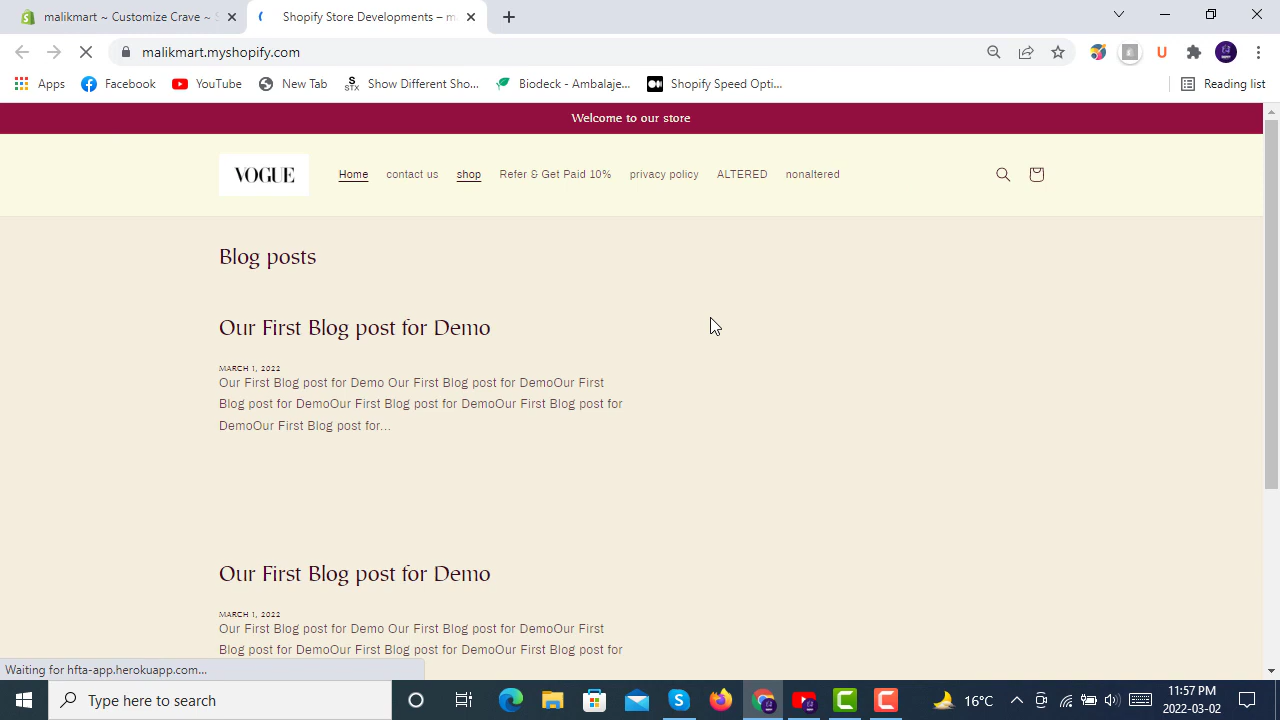 malikmart ~ Customize Crave ~ S
Shopify Store Developments – ma
malikmart.myshopify.com
Apps
Facebook
YouTube
New Tab
STX
Show Different Sho...
Biodeck - Ambalaje...
Shopify Speed Opti...
Reading list
Welcome to our store
VOGUE
Home
contact us
shop
Refer & Get Paid 10%
privacy policy
ALTERED
nonaltered
Blog posts
Our First Blog post for Demo
MARCH 1, 2022
Our First Blog post for Demo Our First Blog post for DemoOur First
Blog post for DemoOur First Blog post for DemoOur First Blog post for
DemoOur First Blog post for...
Our First Blog post for Demo
MARCH 1, 2022
Our First Blog post for Demo Our First Blog post for DemoOur First
Blog post for DemoOur First Blog post for DemoOur First Blog post for
Waiting for hfta-app.herokuapp.com...
Type here to search
16°C
11:57 PM
2022-03-02